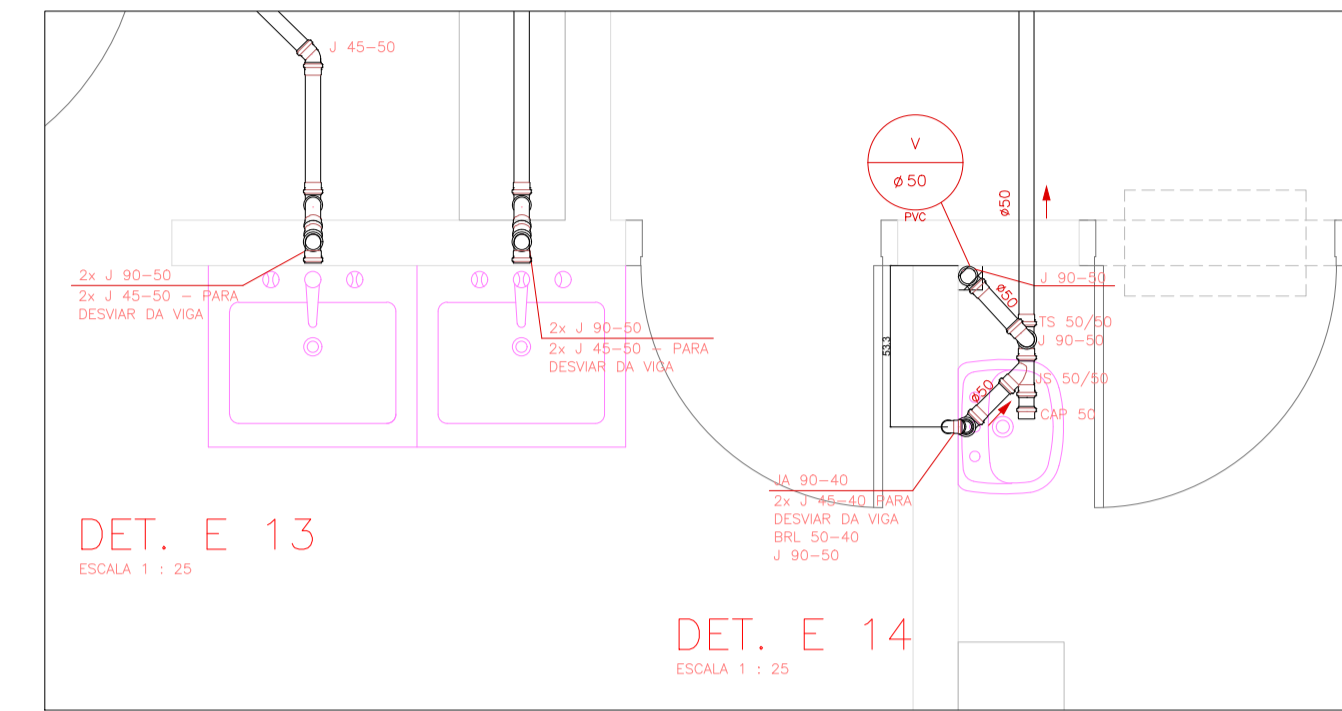 J 45-50
2x J 90-50
2x J 45-50 - PARA
DESVIAR DA VIGA
2x J 90-50
2x J 45-50 - PARA
DESVIAR DA VIGA
DET. E 13
ESCALA 1 : 25
V
ø50
PVC
ø50
J 90-50
ø50
TS 50/50
J 90-50
53.3
JS 50/50
ø50
CAP 50
JA 90-40
2x J 45-40 PARA
DESVIAR DA VIGA
BRL 50-40
J 90-50
DET. E 14
ESCALA 1 : 25